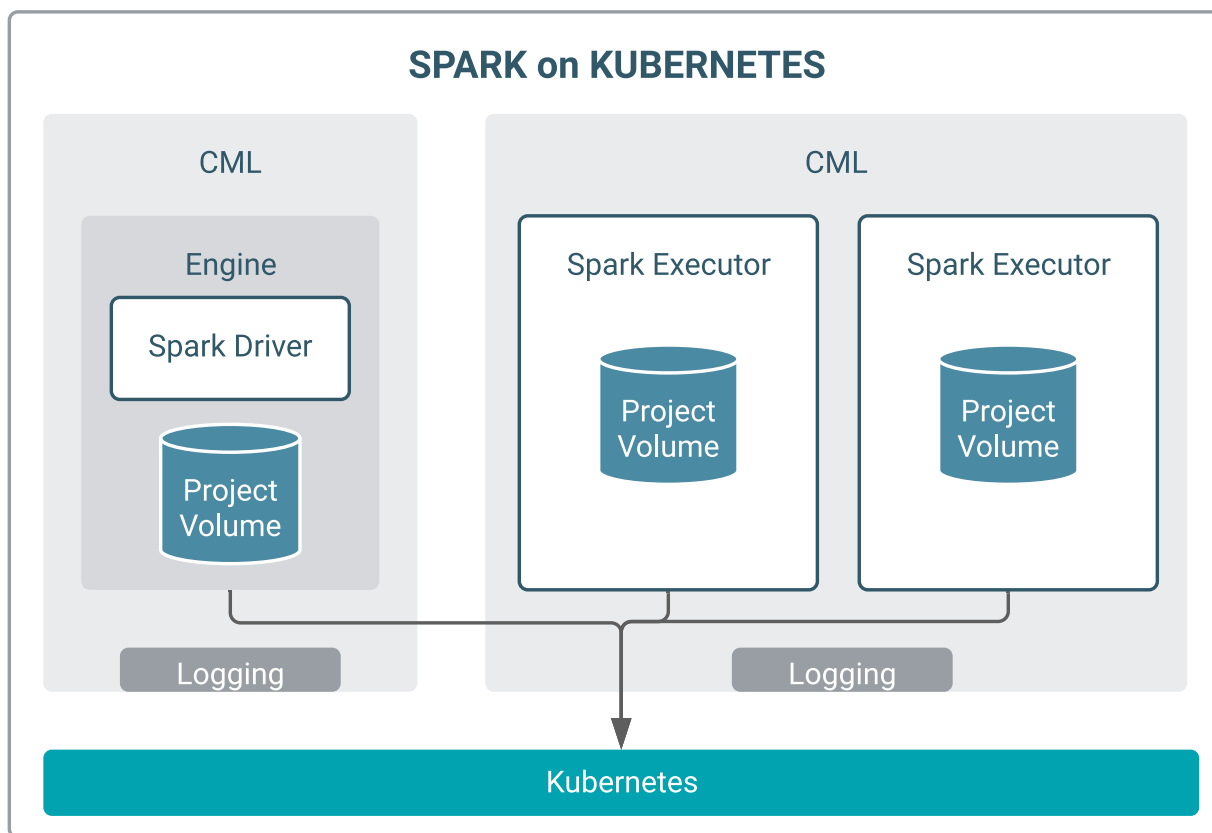 SPARK on KUBERNETES
CML
Engine
Spark Driver
Project
Volume
Logging
CML
Spark Executor
Project
Volume
Spark Executor
Project
Volume
Logging
Kubernetes